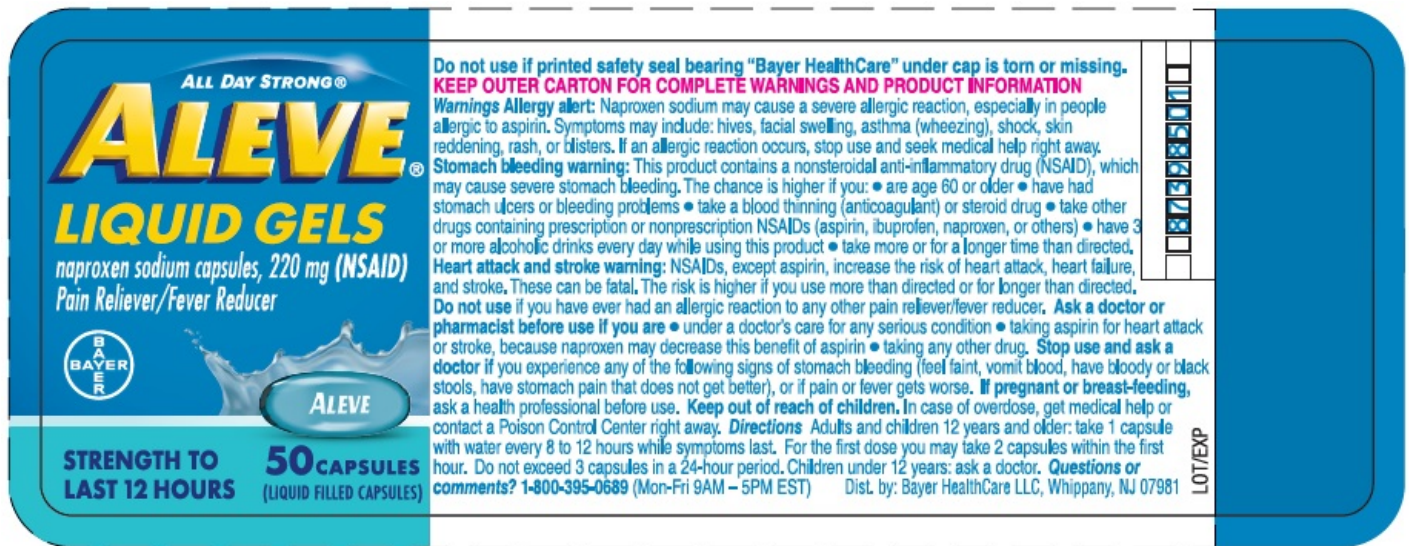 ALL DAY STRONG®
ALEVE®
LIQUID GELS
naproxen sodium capsules, 220 mg (NSAID)
Pain Reliever/Fever Reducer
BAYER
BAYER
ALEVE
STRENGTH TO
LAST 12 HOURS
50 CAPSULES
(LIQUID FILLED CAPSULES)
Do not use if printed safety seal bearing “Bayer HealthCare” under cap is torn or missing.
KEEP OUTER CARTON FOR COMPLETE WARNINGS AND PRODUCT INFORMATION
Warnings Allergy alert: Naproxen sodium may cause a severe allergic reaction, especially in people
allergic to aspirin. Symptoms may include: hives, facial swelling, asthma (wheezing), shock, skin
reddening, rash, or blisters. If an allergic reaction occurs, stop use and seek medical help right away.
Stomach bleeding warning: This product contains a nonsteroidal anti-inflammatory drug (NSAID), which
may cause severe stomach bleeding. The chance is higher if you: • are age 60 or older • have had
stomach ulcers or bleeding problems • take a blood thinning (anticoagulant) or steroid drug • take other
drugs containing prescription or nonprescription NSAIDs (aspirin, ibuprofen, naproxen, or others) • have 3
or more alcoholic drinks every day while using this product • take more or for a longer time than directed.
Heart attack and stroke warning: NSAIDs, except aspirin, increase the risk of heart attack, heart failure,
and stroke. These can be fatal. The risk is higher if you use more than directed or for longer than directed.
Do not use if you have ever had an allergic reaction to any other pain reliever/fever reducer. Ask a doctor or
pharmacist before use if you are • under a doctor's care for any serious condition • taking aspirin for heart attack
or stroke, because naproxen may decrease this benefit of aspirin • taking any other drug. Stop use and ask a
doctor if you experience any of the following signs of stomach bleeding (feel faint, vomit blood, have bloody or black
stools, have stomach pain that does not get better), or if pain or fever gets worse. If pregnant or breast-feeding,
ask a health professional before use. Keep out of reach of children. In case of overdose, get medical help or
contact a Poison Control Center right away. Directions Adults and children 12 years and older: take 1 capsule
with water every 8 to 12 hours while symptoms last. For the first dose you may take 2 capsules within the first
hour. Do not exceed 3 capsules in a 24-hour period. Children under 12 years: ask a doctor. Questions or
comments? 1-800-395-0689 (Mon-Fri 9AM – 5PM EST) Dist. by: Bayer HealthCare LLC, Whippany, NJ 07981
87398501
LOT/EXP